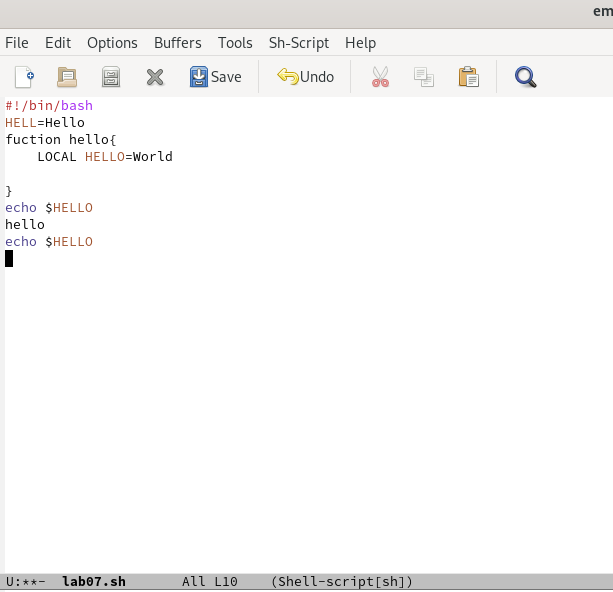 em
File Edit Options Buffers Tools Sh-Script Help
Save Undo
#!/bin/bash
HELL=Hello
fuction hello{
    LOCAL HELLO=World
}
echo $HELLO
hello
echo $HELLO
U:**- lab07.sh All L10 (Shell-script[sh])